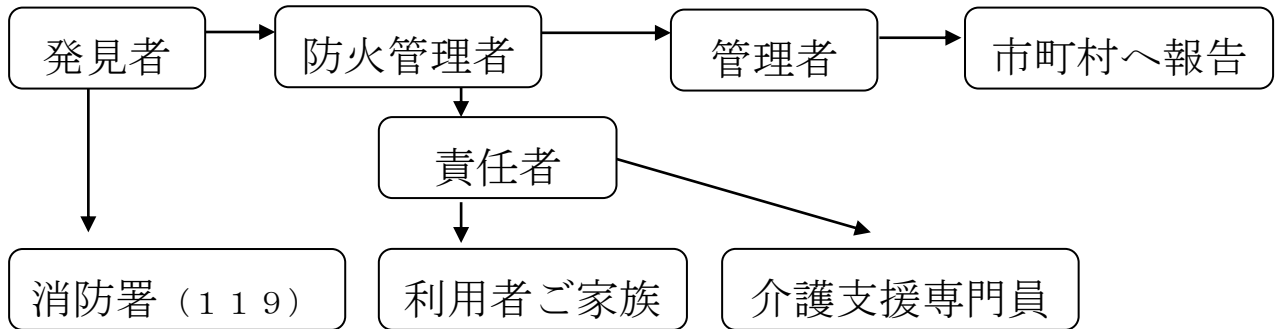 発見者
防火管理者
管理者
市町村へ報告
責任者
消防署（１１９）
利用者ご家族
介護支援専門員